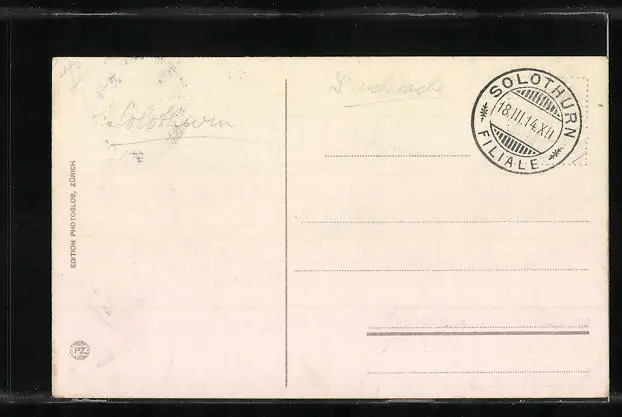 Solothurn
EDITION PHOTOGLOB, ZÜRICH
PZ
Drucksache
SOLOTHURN
18.III.14.XII
FILIALE